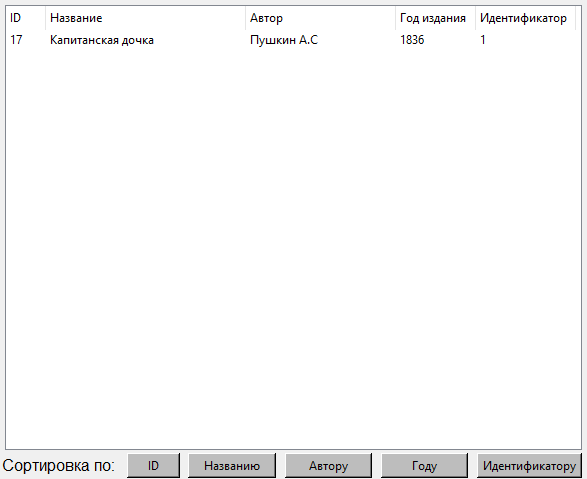 ID Название Автор Год издания Идентификатор
17 Капитанская дочка Пушкин А.С 1836 1
Сортировка по: ID Названию Автору Году Идентификатору